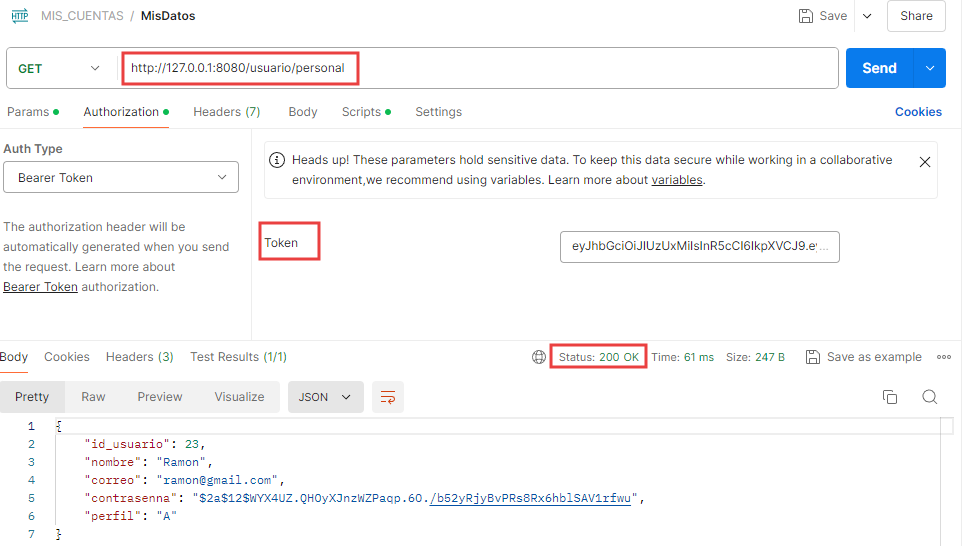 HTTP MIS_CUENTAS / MisDatos Save Share
GET http://127.0.0.1:8080/usuario/personal Send
Params Authorization Headers (7) Body Scripts Settings Cookies
Auth Type
Bearer Token
The authorization header will be
automatically generated when you send
the request. Learn more about
Bearer Token authorization.
Heads up! These parameters hold sensitive data. To keep this data secure while working in a collaborative
environment,we recommend using variables. Learn more about variables.
Token eyJhbGciOiJIUzUxMiIsInR5cCI6IkpXVCJ9.ey...
Body Cookies Headers (3) Test Results (1/1) Status: 200 OK Time: 61 ms Size: 247 B Save as example
Pretty Raw Preview Visualize JSON
1 {
2 "id_usuario": 23,
3 "nombre": "Ramon",
4 "correo": "ramon@gmail.com",
5 "contrasenna": "$2a$12$WYX4UZ.QHOyXJnzWZPaqp.6O./b52yRjyBvPRs8Rx6hblSAV1rfwu",
6 "perfil": "A"
7 }